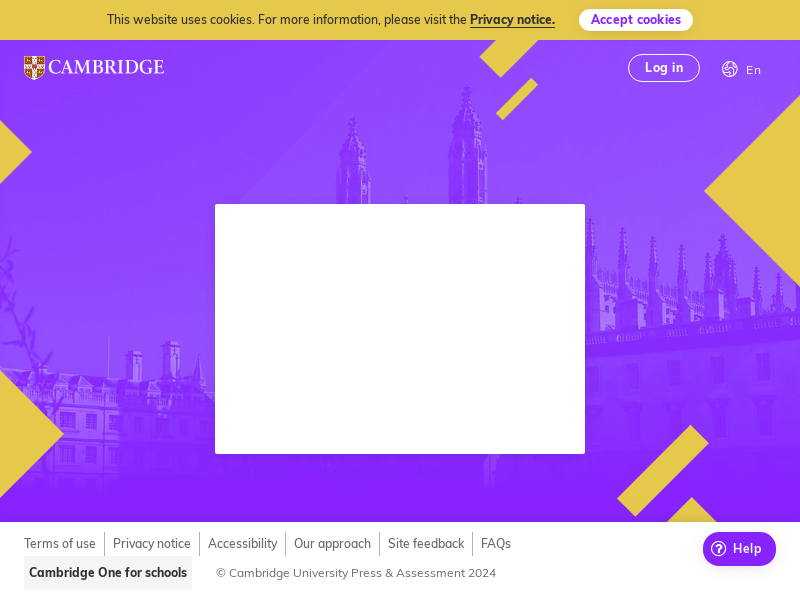 This website uses cookies. For more information, please visit the Privacy notice. Accept cookies
CAMBRIDGE
Log in
En
Terms of use
Privacy notice
Accessibility
Our approach
Site feedback
FAQs
Help
Cambridge One for schools
© Cambridge University Press & Assessment 2024